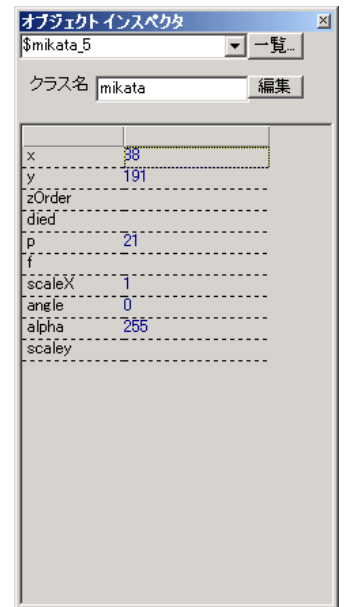 オブジェクト インスペクタ
$mikata_5 一覧...
クラス名 mikata 編集
x 38
y 191
zOrder
died
p 21
f
scaleX 1
angle 0
alpha 255
scaley